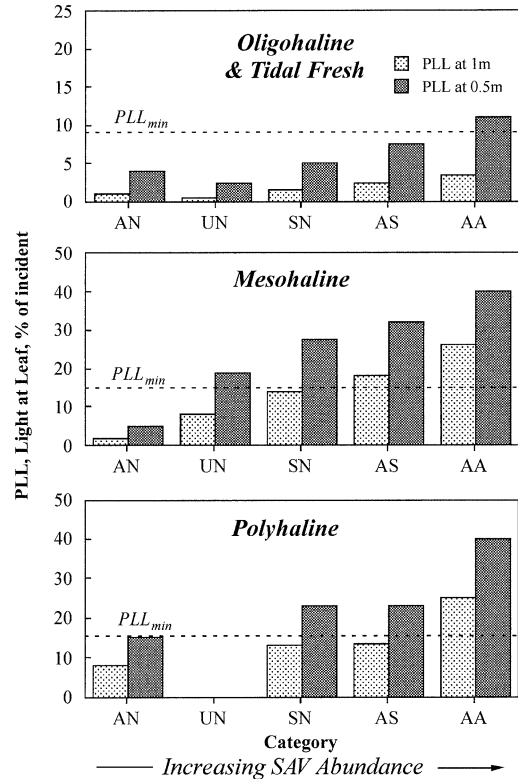 PLL, Light at Leaf, % of incident
Oligohaline
& Tidal Fresh
PLL at 1m
PLL at 0.5m
PLLmin
25
20
15
10
5
0
AN UN SN AS AA
Mesohaline
PLLmin
50
40
30
20
10
0
AN UN SN AS AA
Polyhaline
PLLmin
50
40
30
20
10
0
AN UN SN AS AA
Category
Increasing SAV Abundance